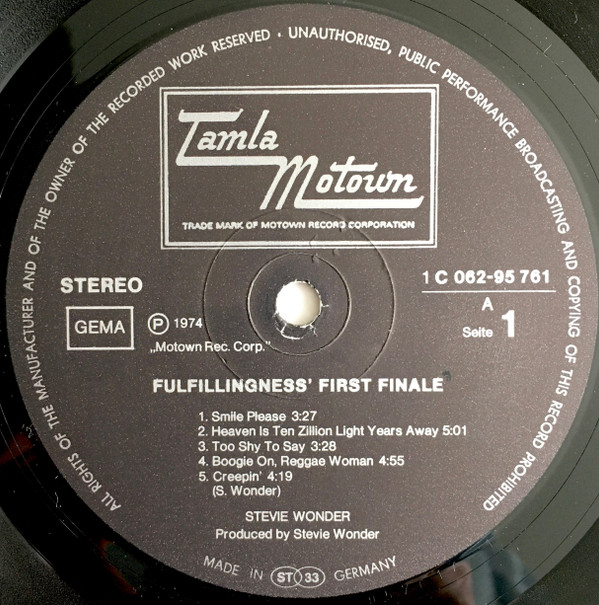 ALL RIGHTS OF THE MANUFACTURER AND OF THE OWNER OF THE RECORDED WORK RESERVED · UNAUTHORISED, PUBLIC PERFORMANCE BROADCASTING AND COPYING OF THIS RECORD PROHIBITED
Tamla
Motown
TRADE MARK OF MOTOWN RECORD CORPORATION
STEREO
1 C 062-95 761
GEMA
Ⓟ 1974
„Motown Rec. Corp."
A
Seite 1
FULFILLINGNESS' FIRST FINALE
1. Smile Please 3:27
2. Heaven Is Ten Zillion Light Years Away 5:01
3. Too Shy To Say 3:28
4. Boogie On, Reggae Woman 4:55
5. Creepin' 4:19
(S. Wonder)
STEVIE WONDER
Produced by Stevie Wonder
MADE IN ST 33 GERMANY